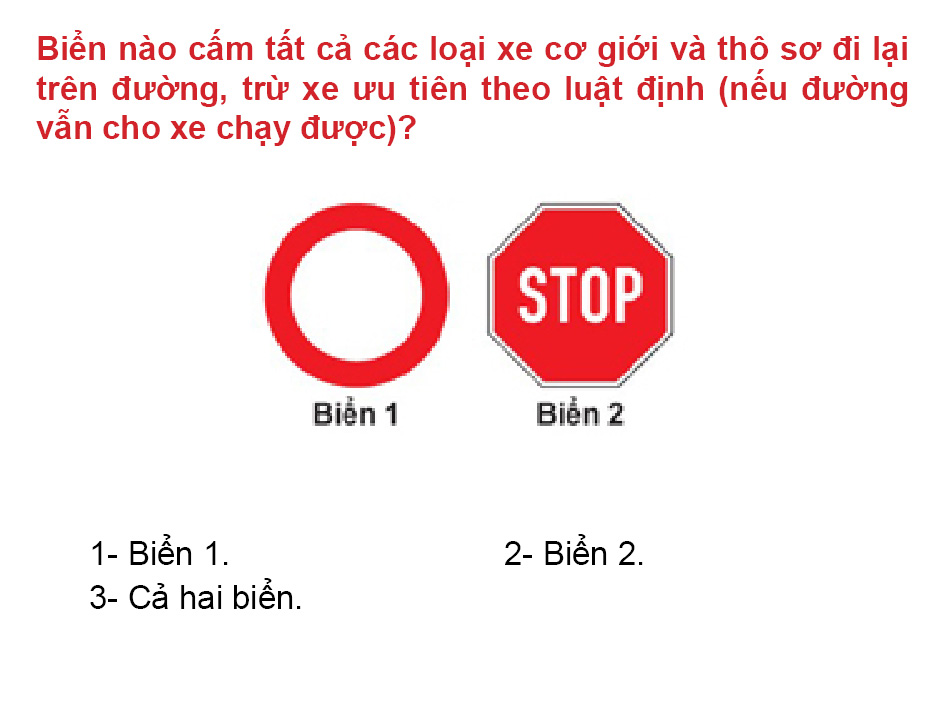 Biển nào cấm tất cả các loại xe cơ giới và thô sơ đi lại
trên đường, trừ xe ưu tiên theo luật định (nếu đường
vẫn cho xe chạy được)?
STOP
Biển 1
Biển 2
1- Biển 1.
2- Biển 2.
3- Cả hai biển.